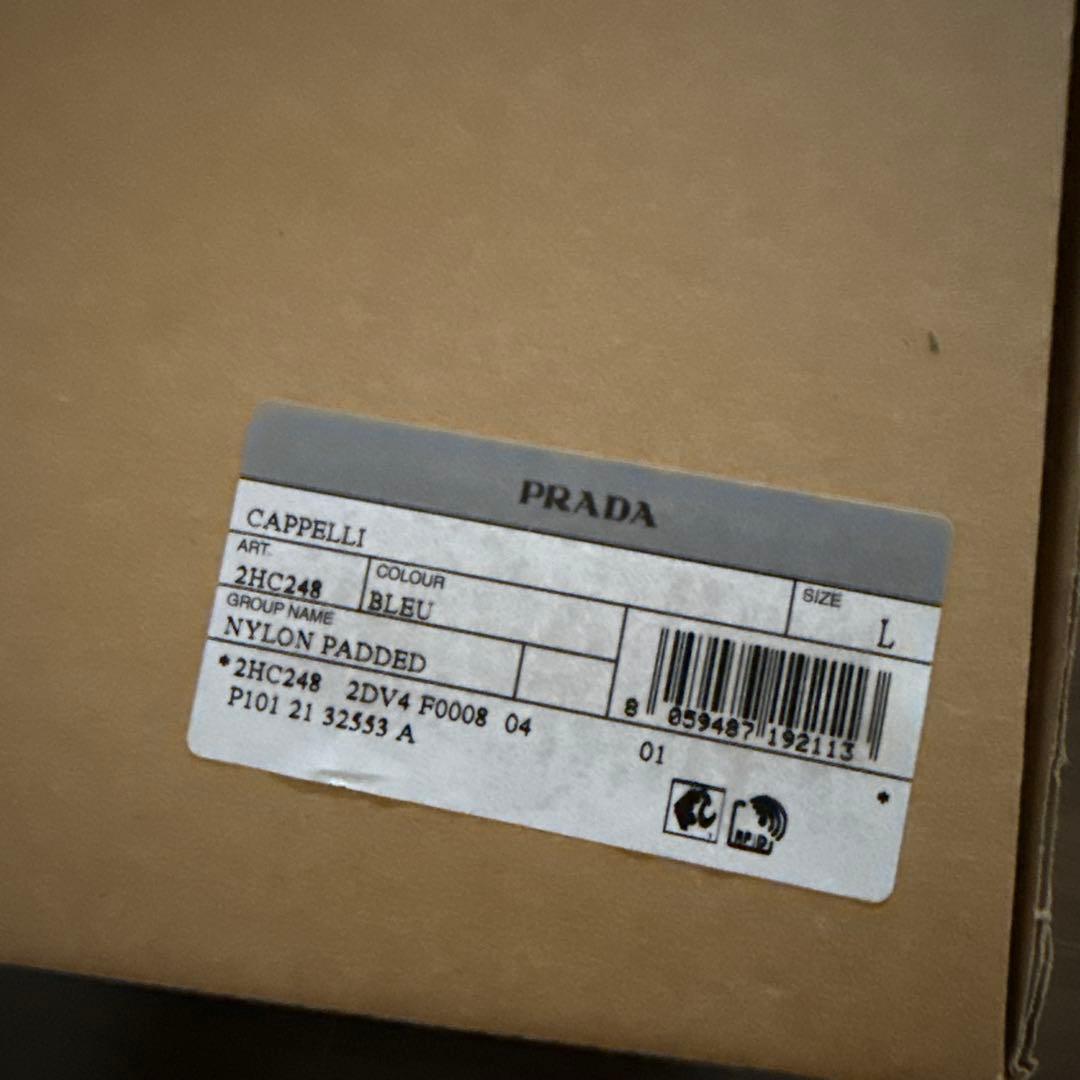 PRADA
CAPPELLI
SIZE L
ART. 2HC248
COLOUR BLEU
GROUP NAME
NYLON PADDED
*2HC248 2DV4 F0008 04
P101 21 32553 A
8 059487 192113
01
*
RFID